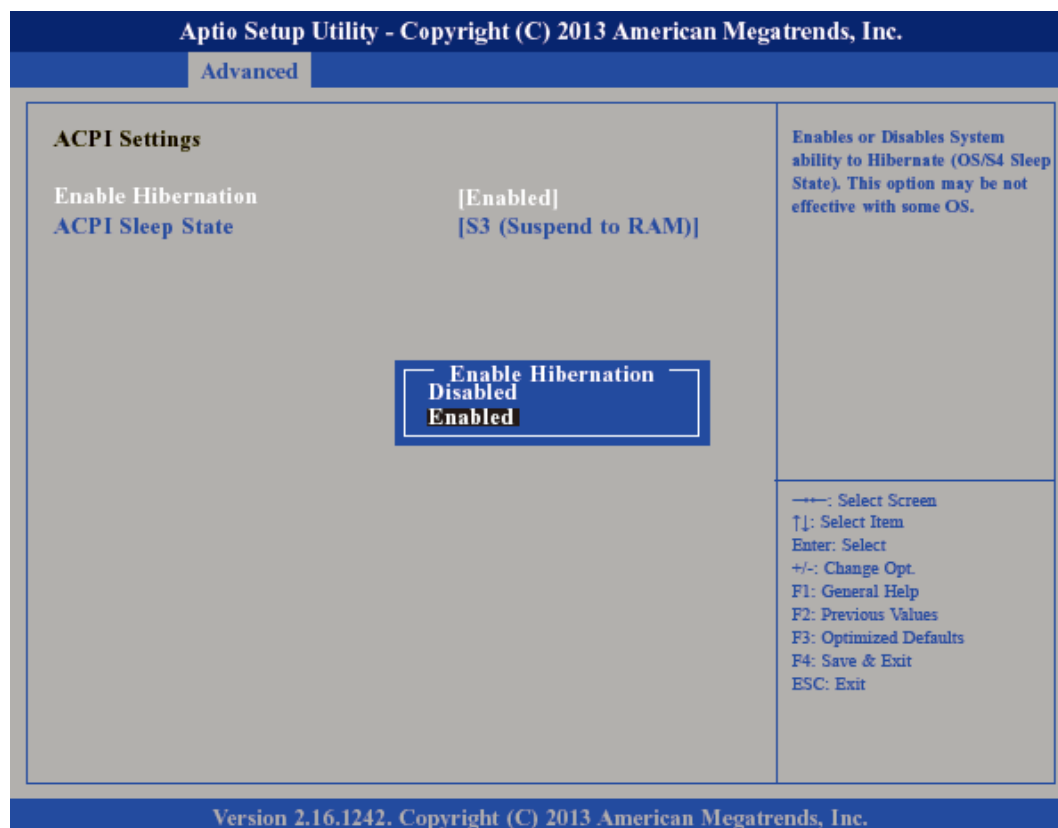 Aptio Setup Utility - Copyright (C) 2013 American Megatrends, Inc.
Advanced
ACPI Settings
Enable Hibernation [Enabled]
ACPI Sleep State [S3 (Suspend to RAM)]
Enable Hibernation
Disabled
Enabled
Enables or Disables System
ability to Hibernate (OS/S4 Sleep
State). This option may be not
effective with some OS.
→←: Select Screen
↑↓: Select Item
Enter: Select
+/-: Change Opt.
F1: General Help
F2: Previous Values
F3: Optimized Defaults
F4: Save & Exit
ESC: Exit
Version 2.16.1242. Copyright (C) 2013 American Megatrends, Inc.